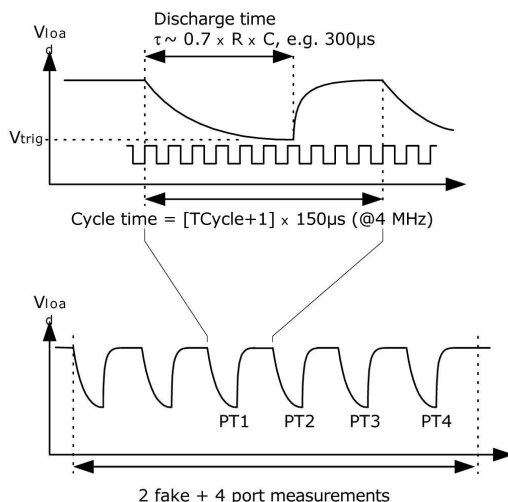 Discharge time
τ~ 0.7 x R x C, e.g. 300µs
Vloa
d
Vtrig
Cycle time = [TCycle+1] x 150µs (@4 MHz)
Vloa
d
PT1 PT2 PT3 PT4
2 fake + 4 port measurements